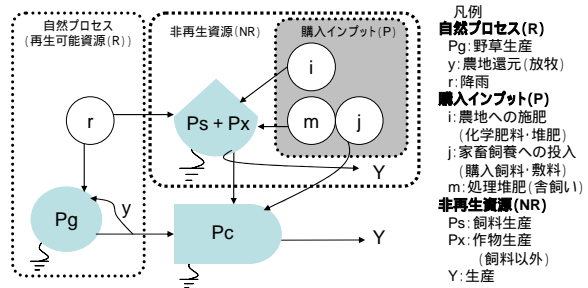 自然プロセス
(再生可能資源(R))
非再生資源(NR)
購入インプット(P)
i
r
Ps + Px
m
j
Y
Pg
y
Pc
Y
凡例
自然プロセス(R)
Pg:野草生産
y:農地還元(放牧)
r:降雨
購入インプット(P)
i:農地への施肥
(化学肥料・堆肥)
j:家畜飼養への投入
(購入飼料・敷料)
m:処理堆肥(舎飼い)
非再生資源(NR)
Ps:飼料生産
Px:作物生産
(飼料以外)
Y:生産